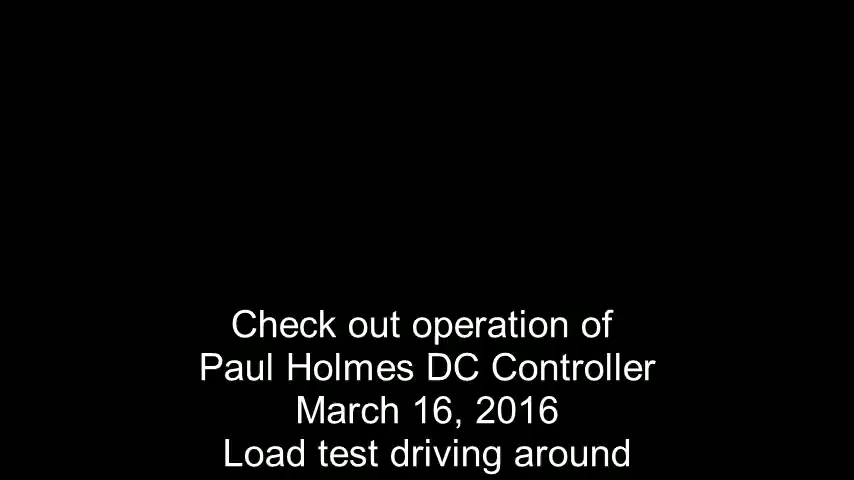 Check out operation of
Paul Holmes DC Controller
March 16, 2016
Load test driving around